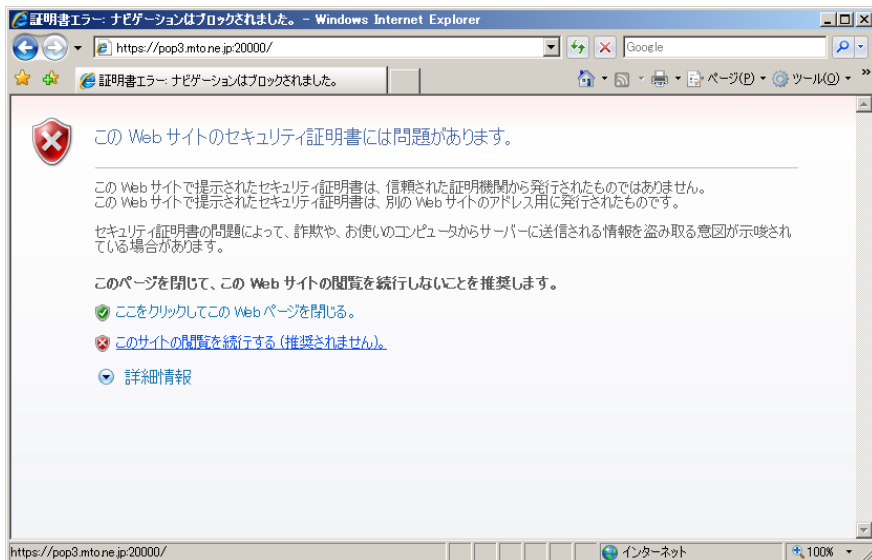 証明書エラー: ナビゲーションはブロックされました。 - Windows Internet Explorer
https://pop3.mto.ne.jp:20000/
Google
証明書エラー: ナビゲーションはブロックされました。
ページ(P) ツール(O) »
この Web サイトのセキュリティ証明書には問題があります。
この Web サイトで提示されたセキュリティ証明書は、信頼された証明機関から発行されたものではありません。
この Web サイトで提示されたセキュリティ証明書は、別の Web サイトのアドレス用に発行されたものです。
セキュリティ証明書の問題によって、詐欺や、お使いのコンピュータからサーバーに送信される情報を盗み取る意図が示唆され
ている場合があります。
このページを閉じて、この Web サイトの閲覧を続行しないことを推奨します。
ここをクリックしてこの Web ページを閉じる。
このサイトの閲覧を続行する (推奨されません)。
詳細情報
https://pop3.mto.ne.jp:20000/
インターネット
100%